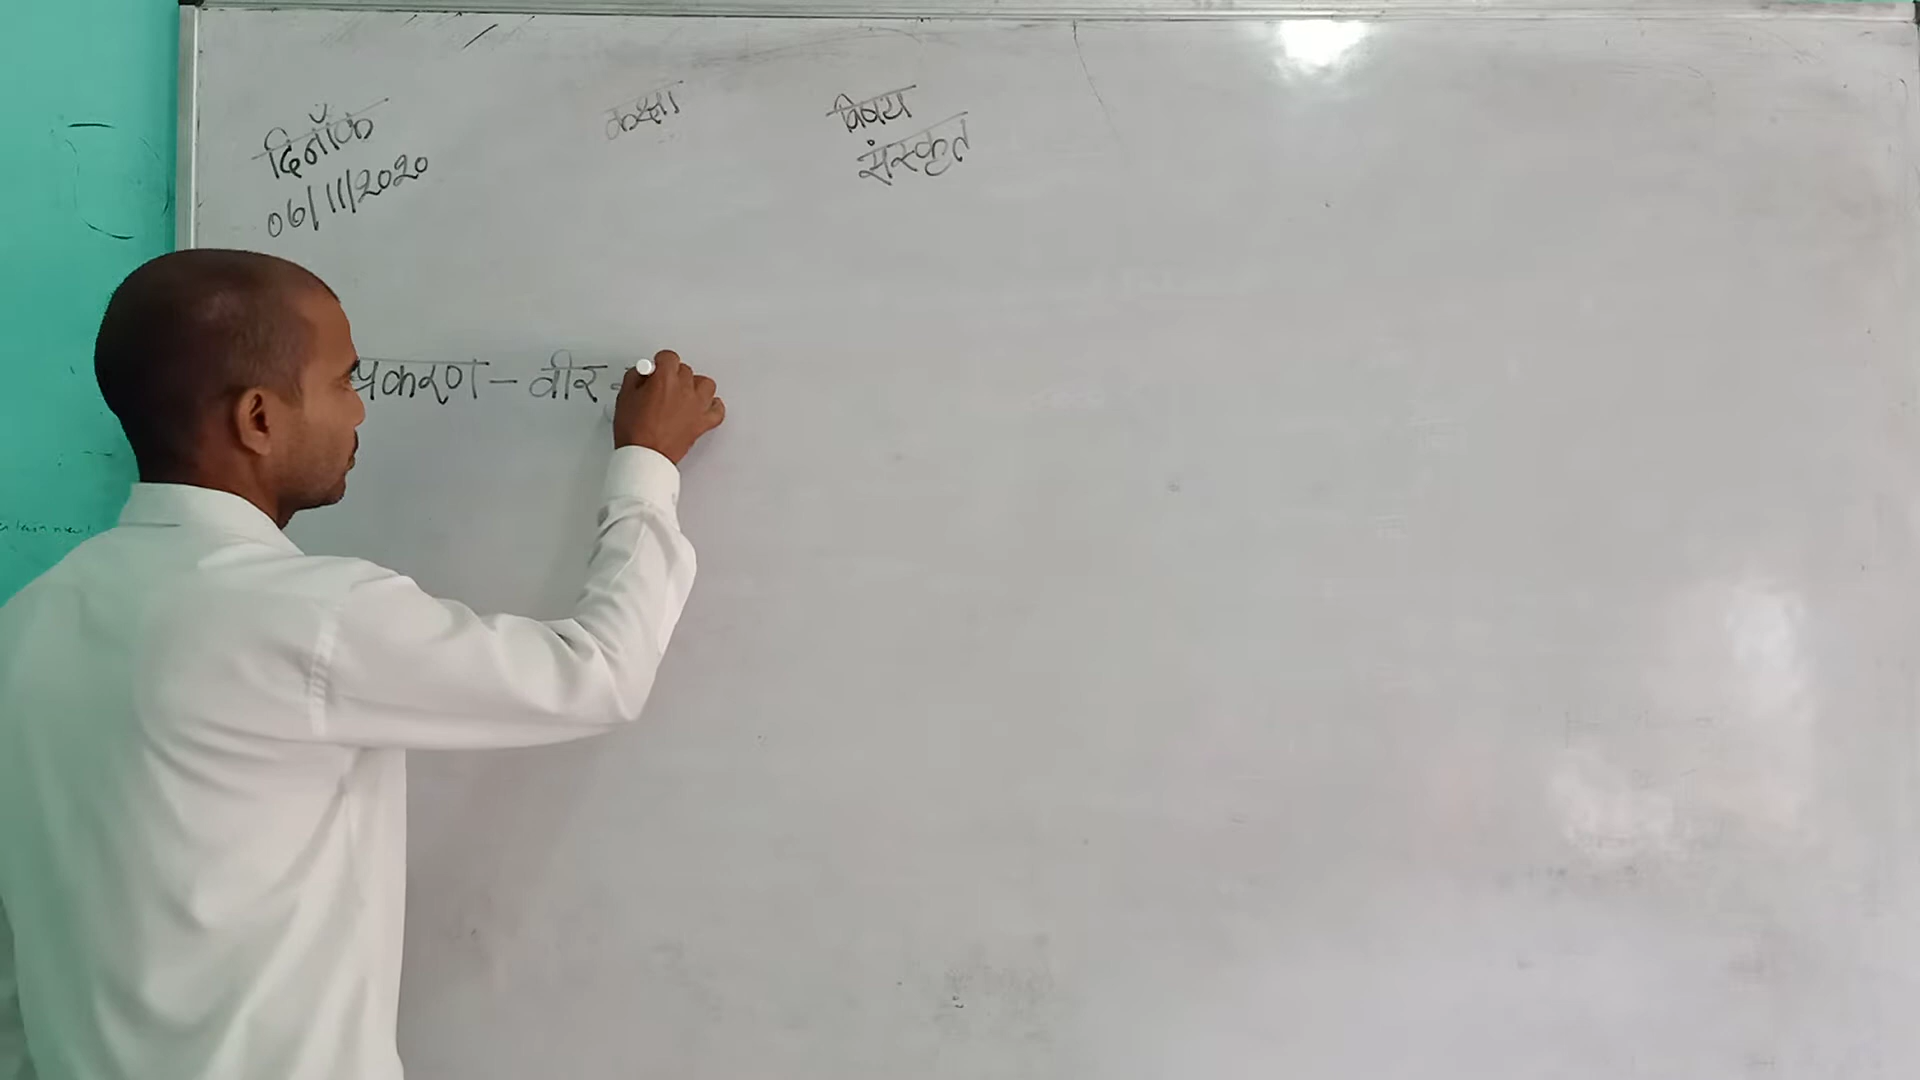 दिनाँक कक्षा विषय
06/11/2020 संस्कृत
प्रकरण - वीर